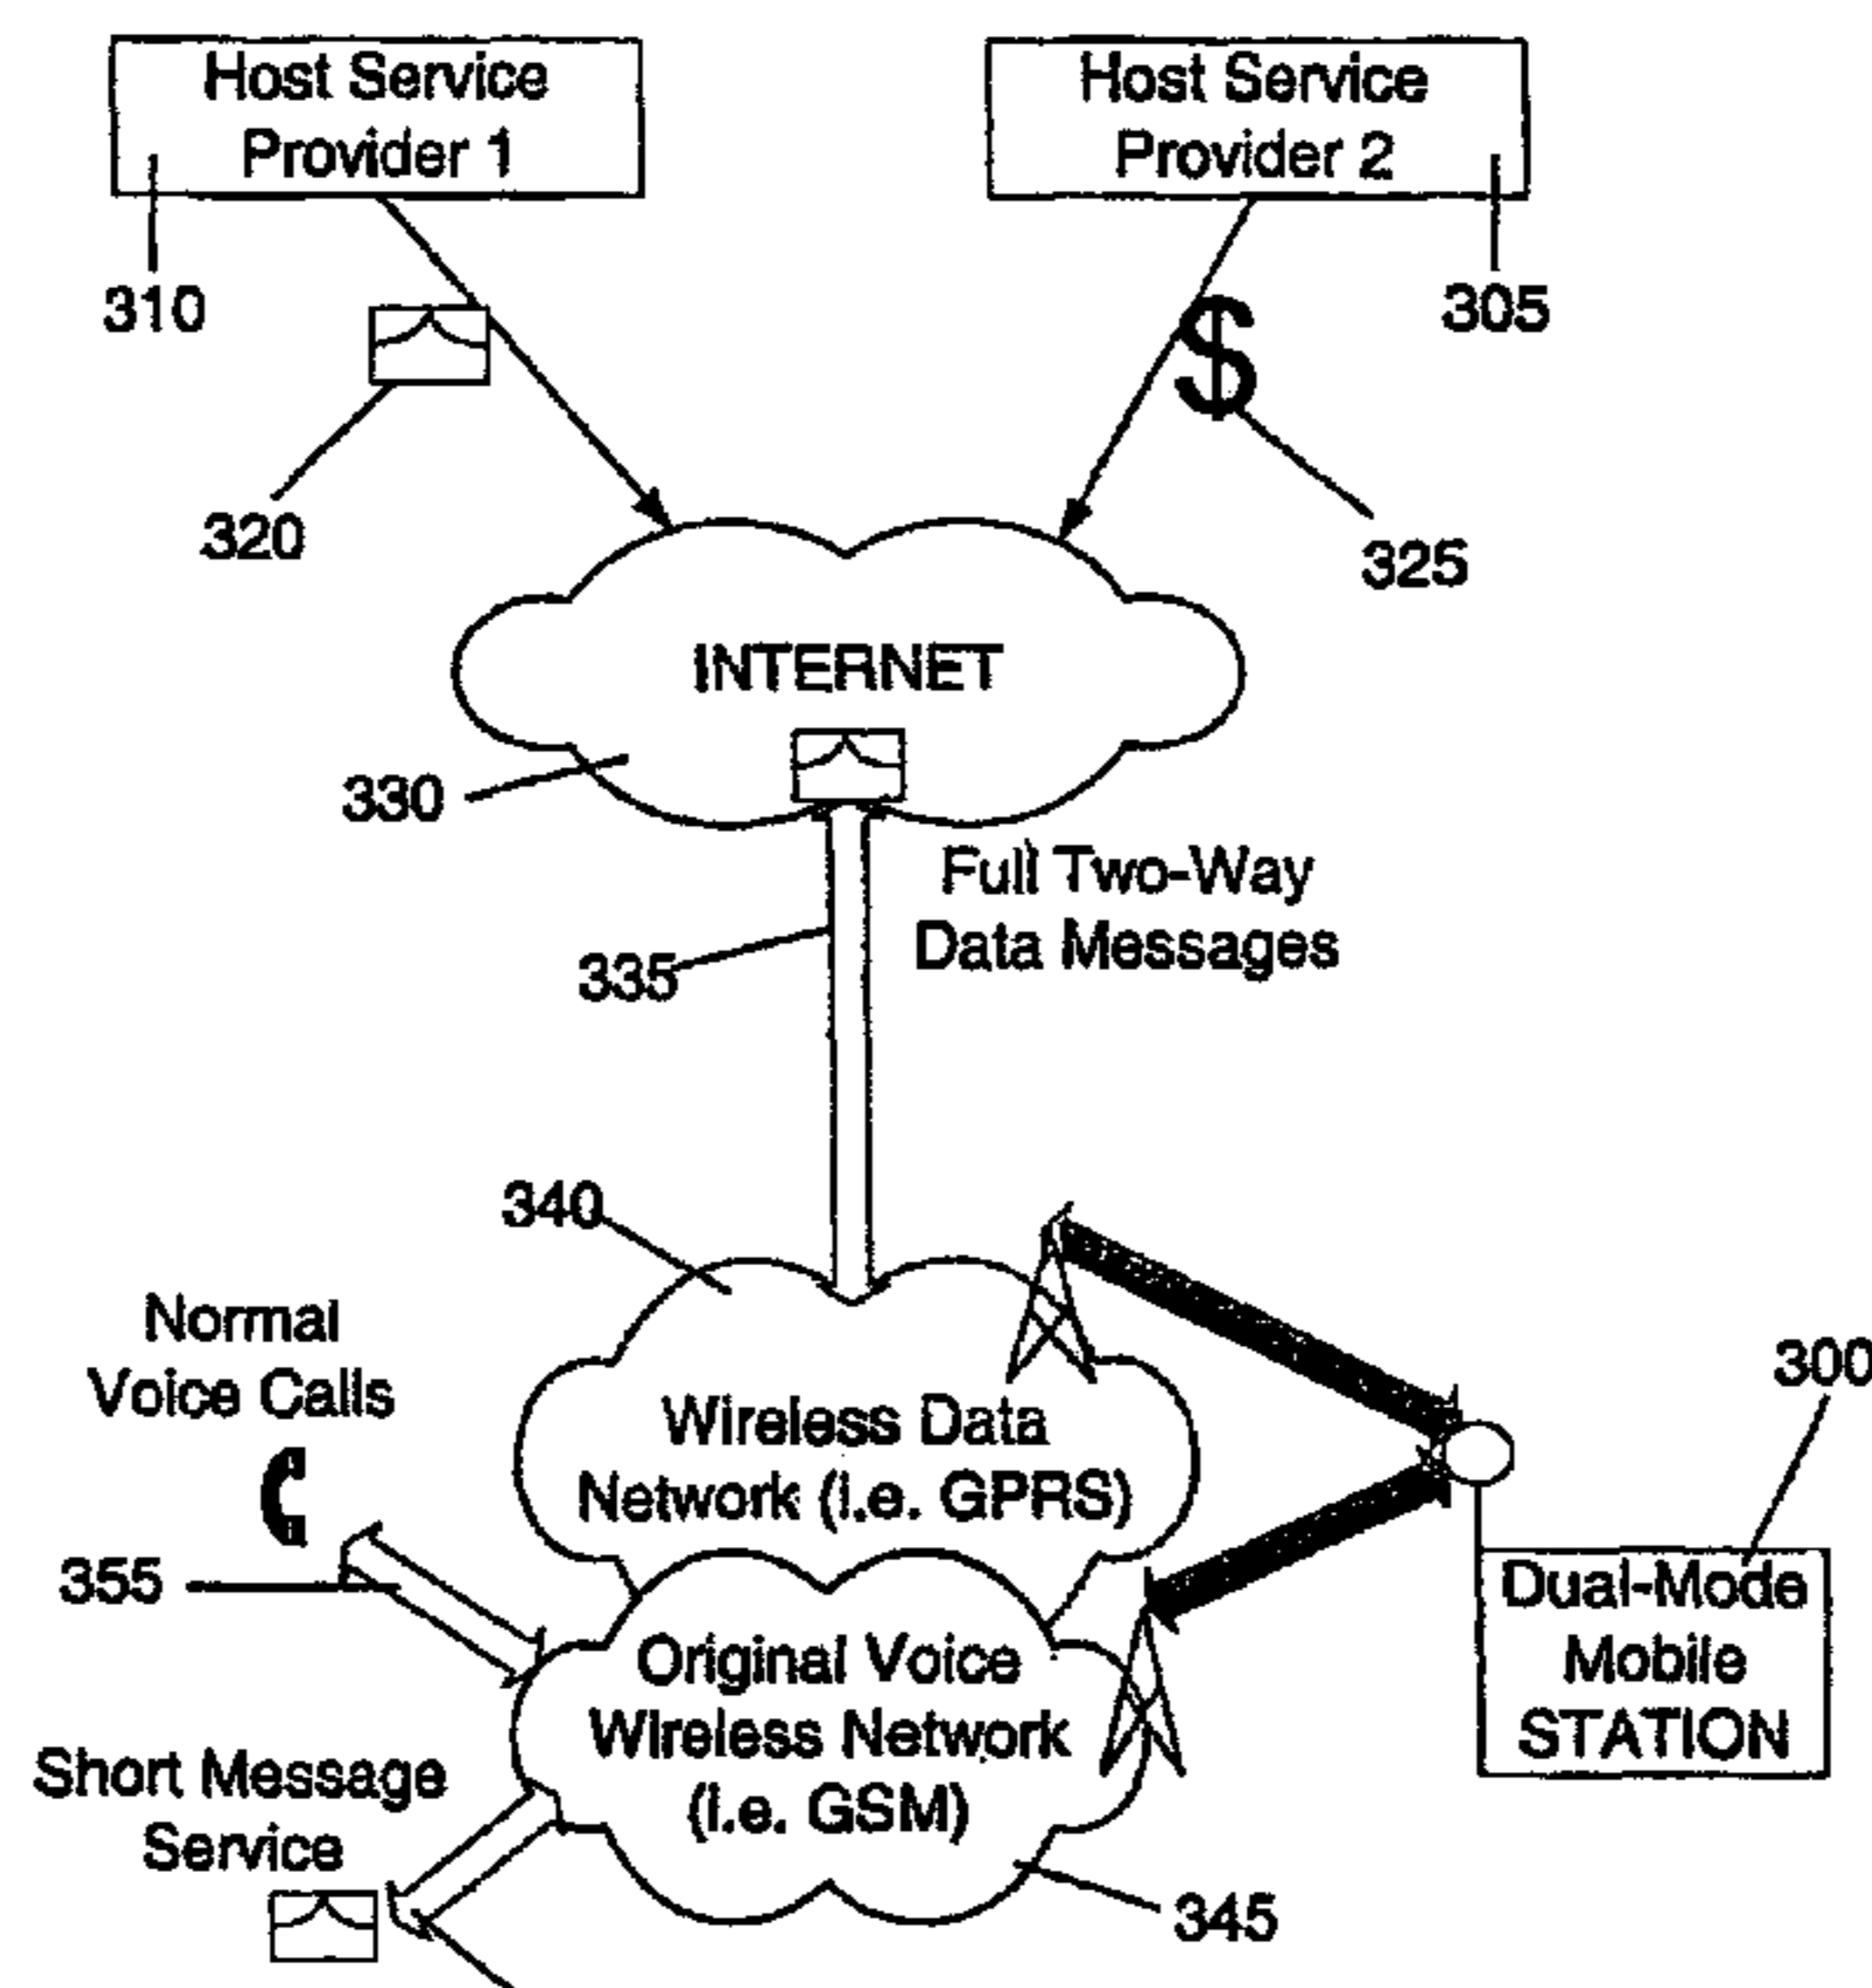 Host Service
Provider 1
Host Service
Provider 2
310
305
$
320
325
INTERNET
330
Full Two-Way
Data Messages
335
340
Normal
Voice Calls
300
Wireless Data
Network (i.e. GPRS)
355
Dual-Mode
Mobile
STATION
Original Voice
Wireless Network
(i.e. GSM)
Short Message
Service
345